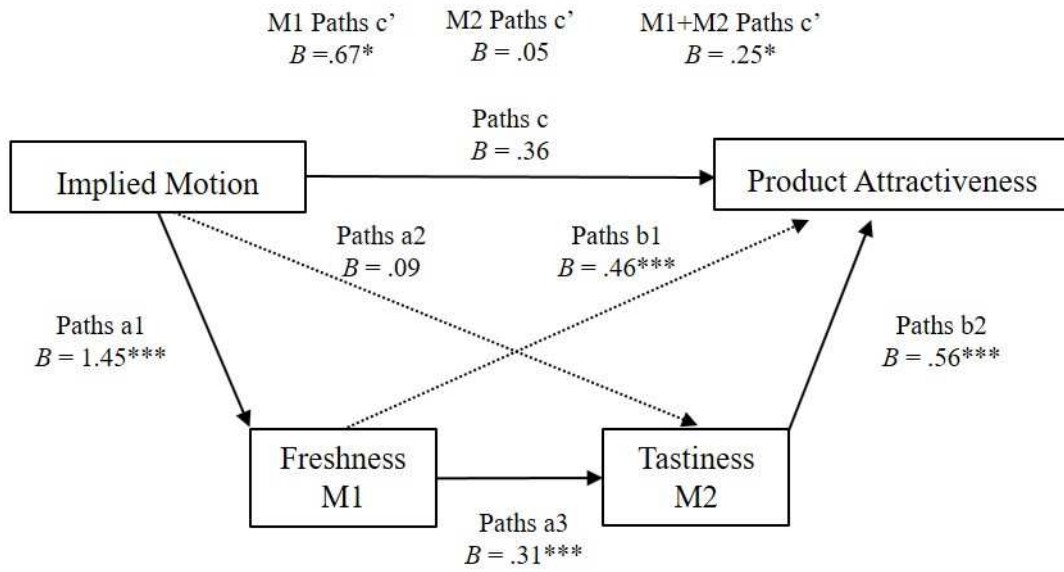 M1 Paths c’
B =.67*
M2 Paths c’
B = .05
M1+M2 Paths c’
B = .25*
Paths c
B = .36
Implied Motion
Product Attractiveness
Paths a2
B = .09
Paths b1
B = .46***
Paths a1
B = 1.45***
Paths b2
B = .56***
Freshness
M1
Tastiness
M2
Paths a3
B = .31***